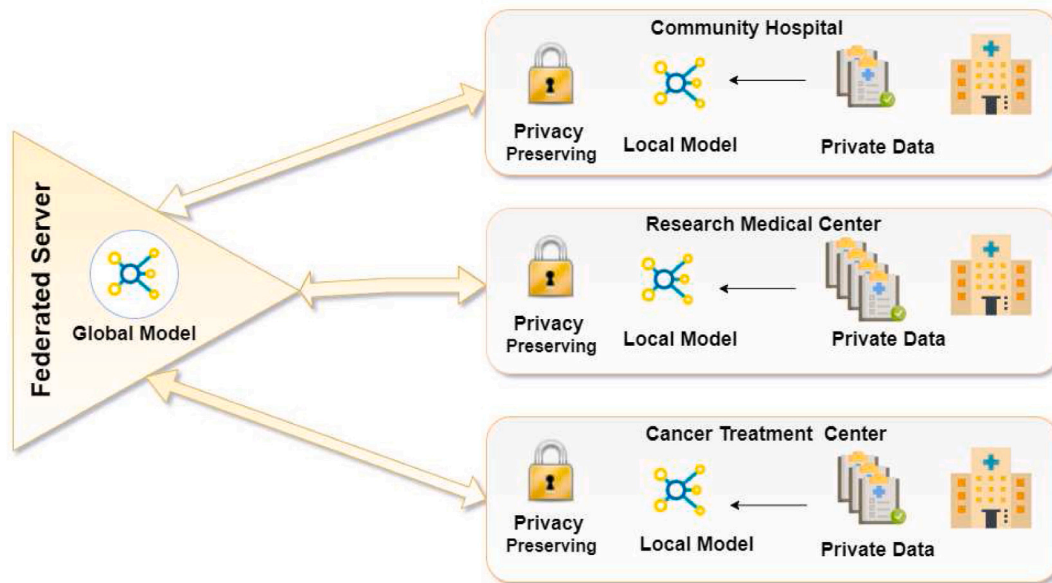 Federated Server
Global Model
Community Hospital
Privacy
Preserving
Local Model
Private Data
Research Medical Center
Privacy
Preserving
Local Model
Private Data
Cancer Treatment Center
Privacy
Preserving
Local Model
Private Data